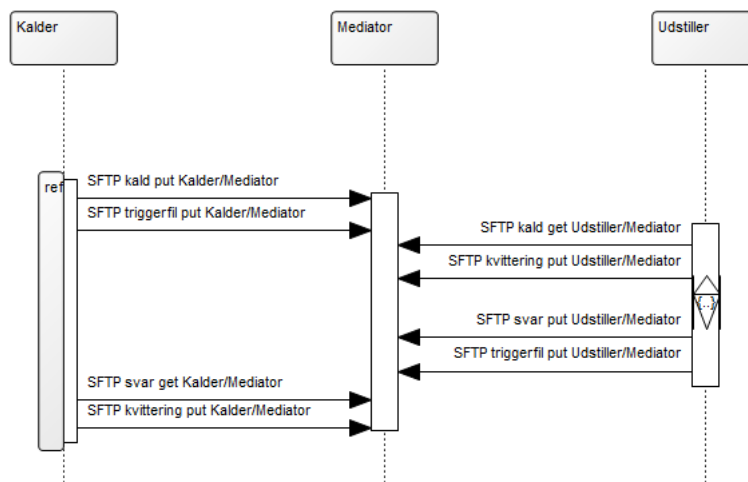 Kalder
Mediator
Udstiller
ref
SFTP kald put Kalder/Mediator
SFTP triggerfil put Kalder/Mediator
SFTP kald get Udstiller/Mediator
SFTP kvittering put Udstiller/Mediator
{..}
SFTP svar put Udstiller/Mediator
SFTP triggerfil put Udstiller/Mediator
SFTP svar get Kalder/Mediator
SFTP kvittering put Kalder/Mediator